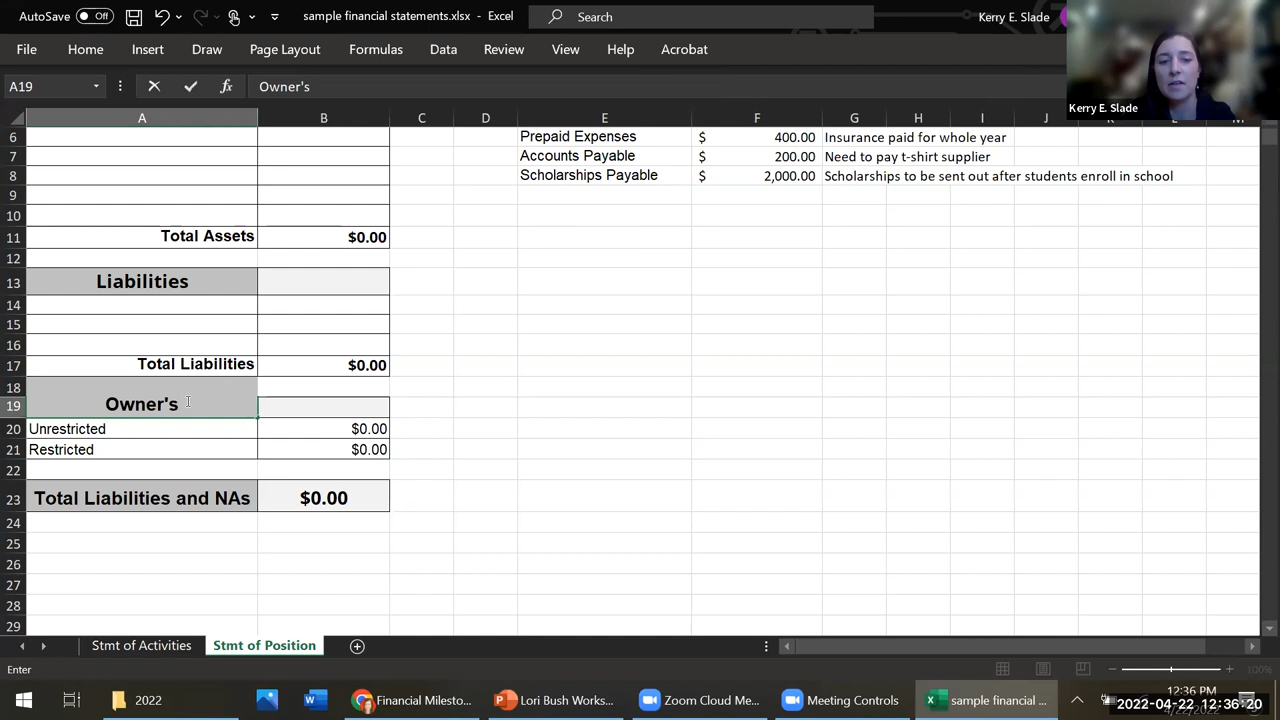 AutoSave Off sample financial statements.xlsx - Excel Search Kerry E. Slade
File Home Insert Draw Page Layout Formulas Data Review View Help Acrobat
Kerry E. Slade
A19 fx Owner's
A B C D E F G H I J
6 Prepaid Expenses $ 400.00 Insurance paid for whole year
7 Accounts Payable $ 200.00 Need to pay t-shirt supplier
8 Scholarships Payable $ 2,000.00 Scholarships to be sent out after students enroll in school
9
10
11 Total Assets $0.00
12
13 Liabilities
14
15
16
17 Total Liabilities $0.00
18
19 Owner's
20 Unrestricted $0.00
21 Restricted $0.00
22
23 Total Liabilities and NAs $0.00
24
25
26
27
28
29
Stmt of Activities Stmt of Position
Enter 100%
2022 Financial Milesto... Lori Bush Works... Zoom Cloud Me... Meeting Controls sample financial ... 12:36 PM
2022-04-22 12:36:20